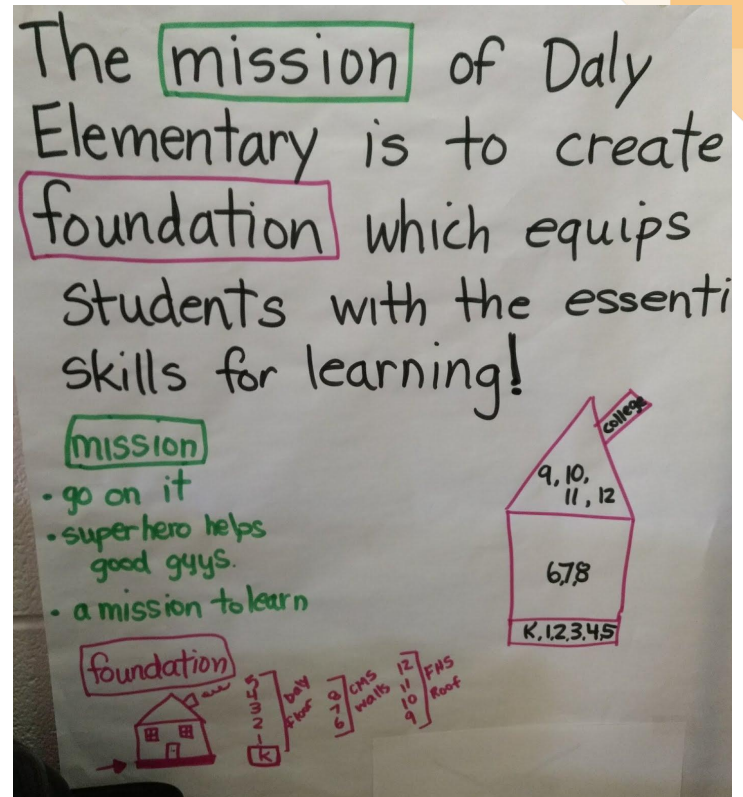 The mission of Daly
Elementary is to create
foundation which equips
Students with the essenti
skills for learning!
mission
• go on it
• superhero helps
good guys.
• a mission to learn
college
9, 10,
11, 12
6,7,8
K, 1,2,3,4,5
foundation
5
4
3
2
1
K
Daly
floor
8
7
6
CMS
Walls
12
11
10
9
FHS
Roof